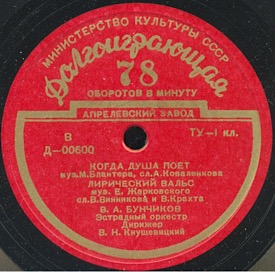 МИНИСТЕРСТВО КУЛЬТУРЫ СССР
Долгоиграющая
78
ОБОРОТОВ В МИНУТУ
АПРЕЛЕВСКИЙ ЗАВОД
В
Д-00600
ТУ-I кл.
КОГДА ДУША ПОЕТ
муз.М.Блантера, сл.А.Коваленкова
ЛИРИЧЕСКИЙ ВАЛЬС
муз. Е. Жарковского
сл.В.Винникова и В.Крахта
В. А. БУНЧИКОВ
Эстрадный оркестр
Дирижер
В. Н. Кнушевицкий